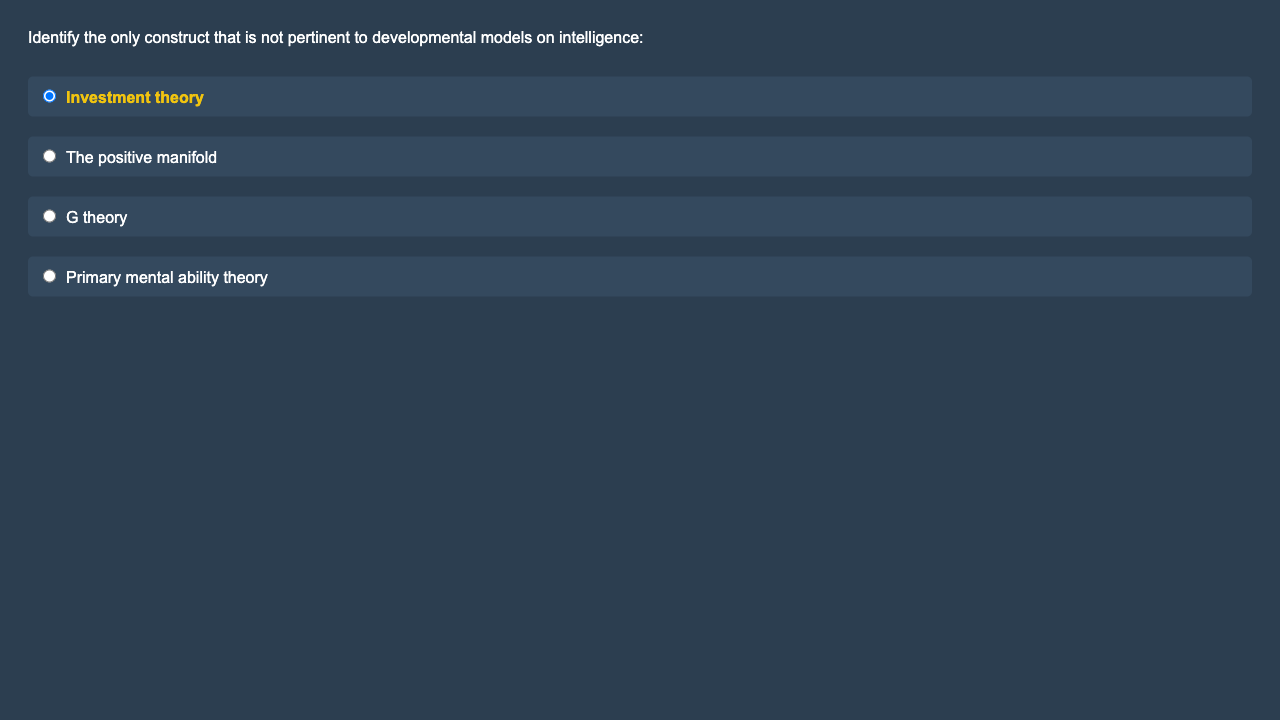 Identify the only construct that is not pertinent to developmental models on intelligence:
Investment theory
The positive manifold
G theory
Primary mental ability theory